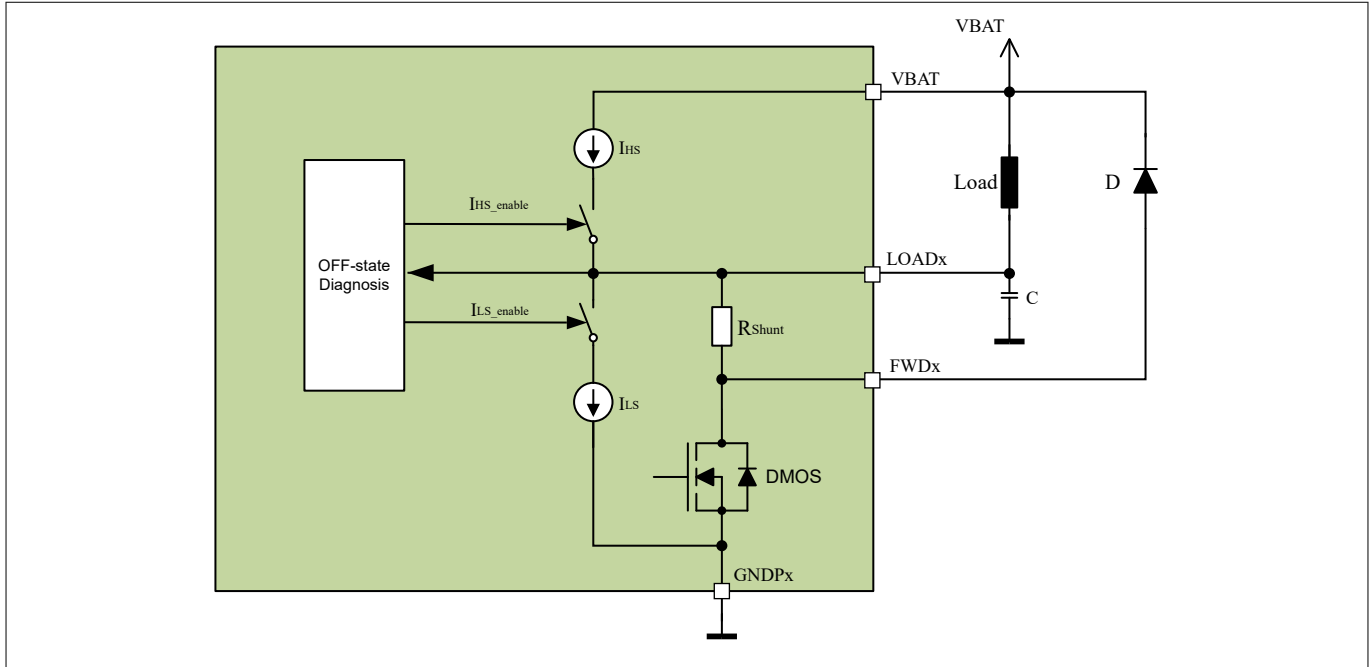 VBAT
VBAT
IHS
Load
D
IHS_enable
OFF-state
Diagnosis
LOADx
C
ILS_enable
RShunt
FWDx
ILS
DMOS
GNDPx